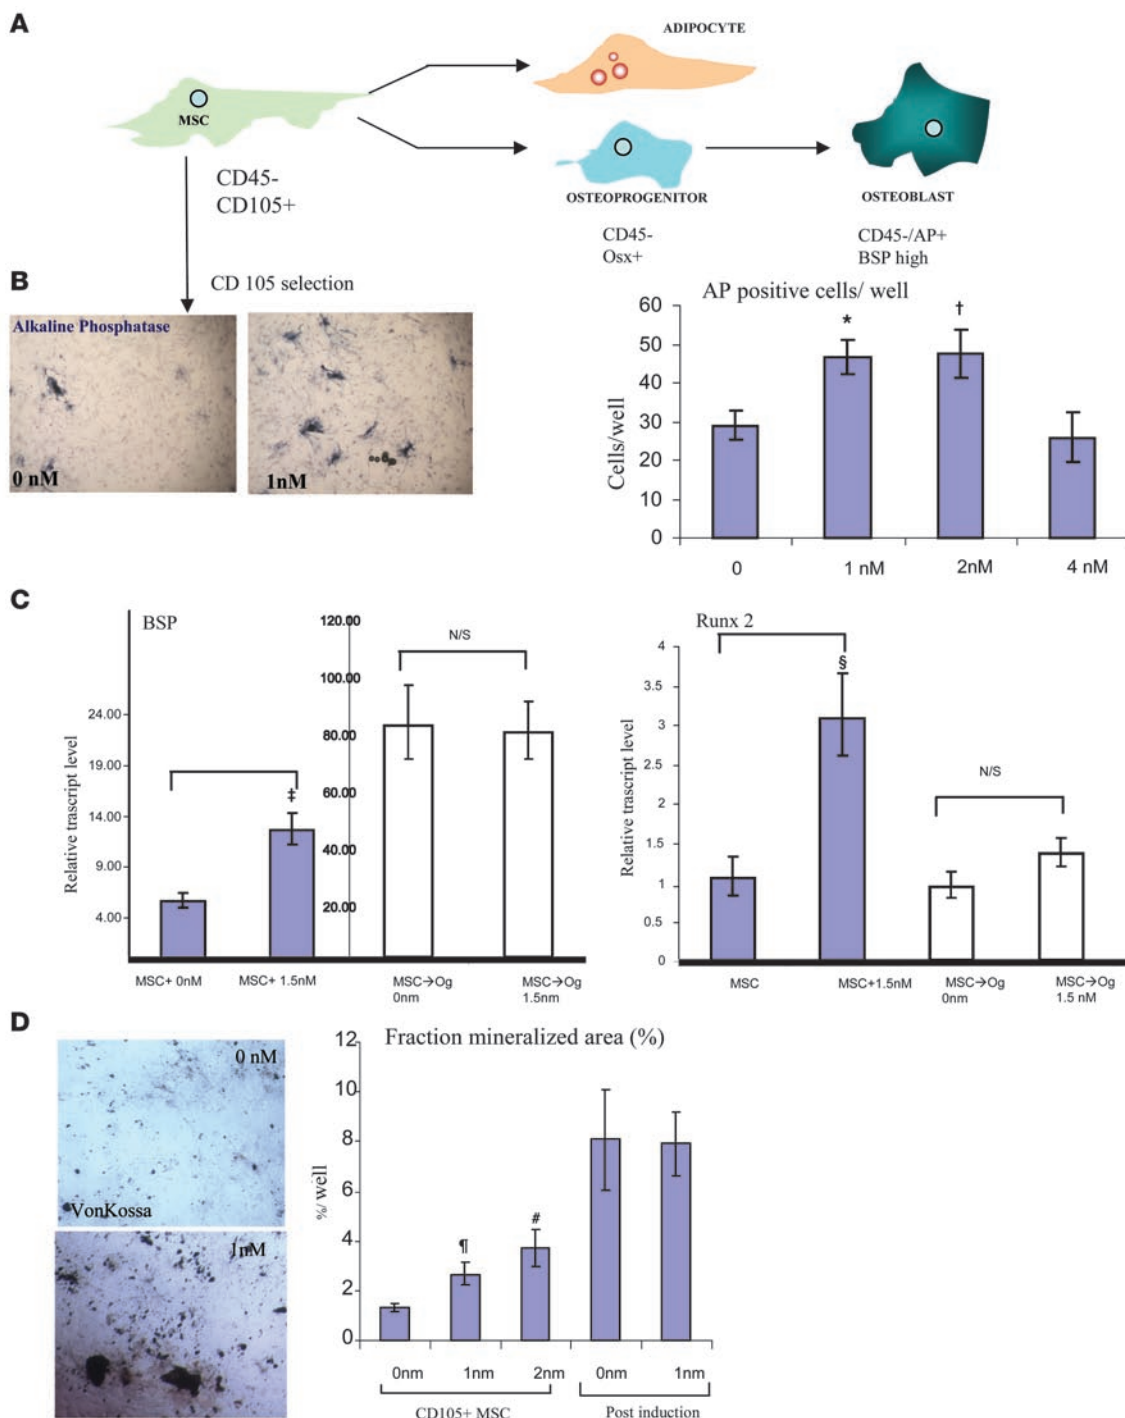 A
ADIPOCYTE
MSC
CD45-
CD105+
OSTEOPROGENITOR
CD45-
Osx+
OSTEOBLAST
CD45-/AP+
BSP high
B
CD 105 selection
Alkaline Phosphatase
0 nM
1nM
AP positive cells/ well
Cells/well
60
50
40
30
20
10
0
*
†
0
1 nM
2nM
4 nM
C
BSP
Relative trascript level
24.00
19.00
14.00
9.00
4.00
‡
120.00
100.00
80.00
60.00
40.00
20.00
N/S
MSC+ 0nM
MSC+ 1.5nM
MSC→Og
0nm
MSC→Og
1.5nm
Runx 2
Relative trascript level
4
3.5
3
2.5
2
1.5
1
0.5
0
§
N/S
MSC
MSC+1.5nM
MSC→Og
0nm
MSC→Og
1.5 nM
D
0 nM
VonKossa
1nM
Fraction mineralized area (%)
%/ well
12
10
8
6
4
2
0
¶
#
0nm
1nm
2nm
0nm
1nm
CD105+ MSC
Post induction